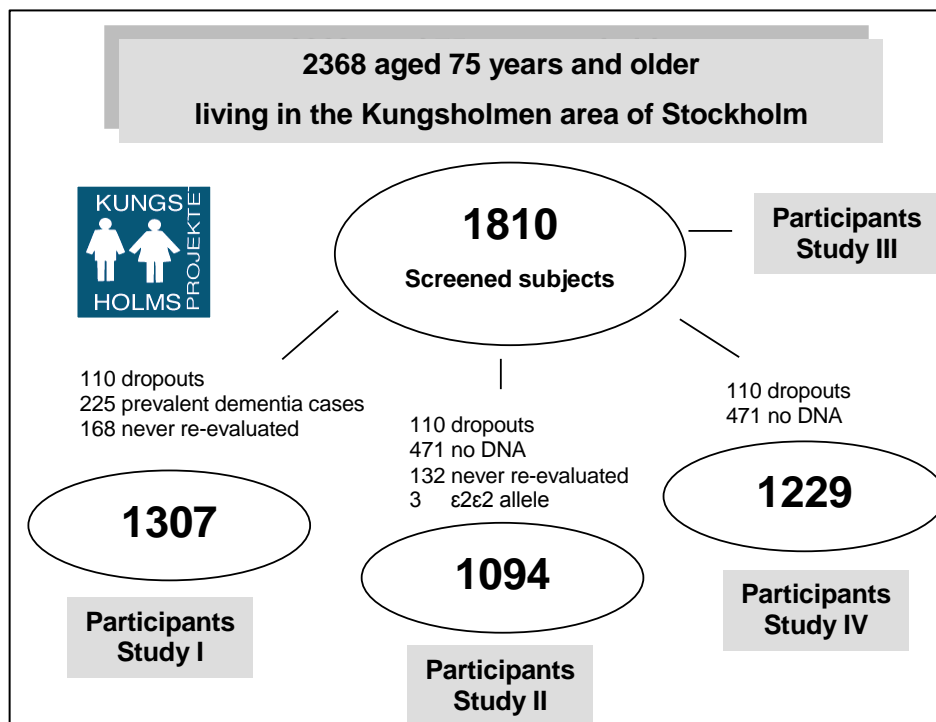 2368 aged 75 years and older
living in the Kungsholmen area of Stockholm
KUNGS
HOLMS
PROJEKTET
1810
Screened subjects
Participants
Study III
110 dropouts
225 prevalent dementia cases
168 never re-evaluated
110 dropouts
471 no DNA
132 never re-evaluated
3 ε2ε2 allele
110 dropouts
471 no DNA
1307
1094
1229
Participants
Study I
Participants
Study II
Participants
Study IV